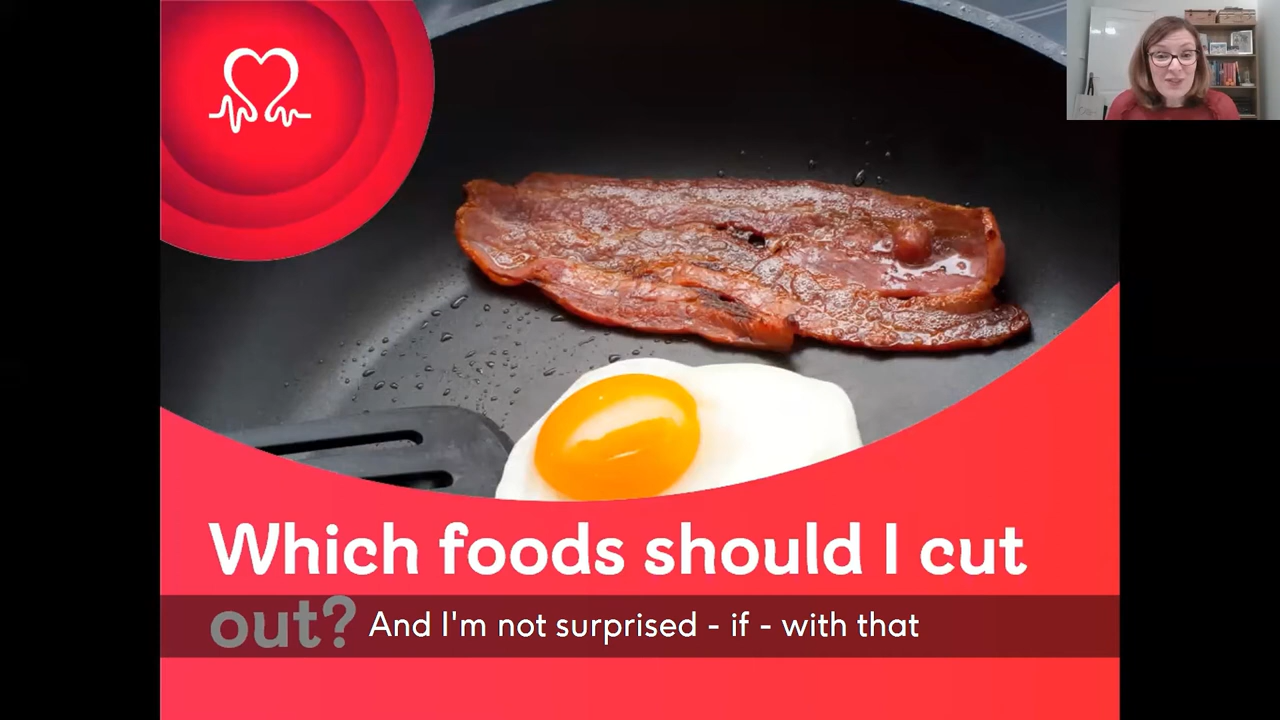 Which foods should I cut
out?
And I'm not surprised - if - with that